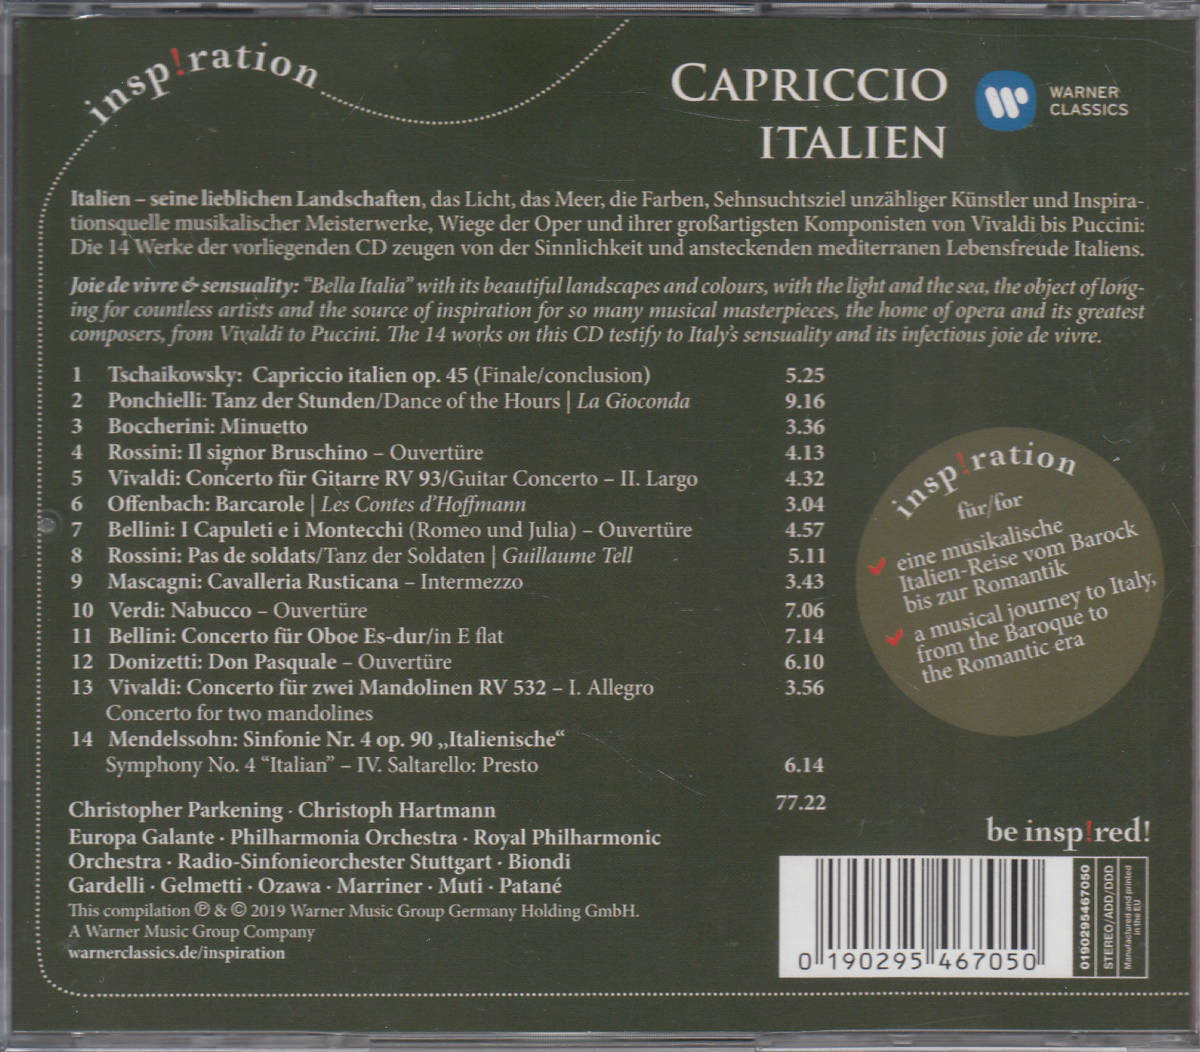 insp!ration
CAPRICCIO
ITALIEN
WARNER
CLASSICS
Italien – seine lieblichen Landschaften, das Licht, das Meer, die Farben, Sehnsuchtsziel unzähliger Künstler und Inspira-
tionsquelle musikalischer Meisterwerke, Wiege der Oper und ihrer großartigsten Komponisten von Vivaldi bis Puccini:
Die 14 Werke der vorliegenden CD zeugen von der Sinnlichkeit und ansteckenden mediterranen Lebensfreude Italiens.
Joie de vivre & sensuality: "Bella Italia" with its beautiful landscapes and colours, with the light and the sea, the object of long-
ing for countless artists and the source of inspiration for so many musical masterpieces, the home of opera and its greatest
composers, from Vivaldi to Puccini. The 14 works on this CD testify to Italy's sensuality and its infectious joie de vivre.
1 Tschaikowsky: Capriccio italien op. 45 (Finale/conclusion) 5.25
2 Ponchielli: Tanz der Stunden/Dance of the Hours | La Gioconda 9.16
3 Boccherini: Minuetto 3.36
4 Rossini: Il signor Bruschino – Ouvertüre 4.13
5 Vivaldi: Concerto für Gitarre RV 93/Guitar Concerto – II. Largo 4.32
6 Offenbach: Barcarole | Les Contes d'Hoffmann 3.04
7 Bellini: I Capuleti e i Montecchi (Romeo und Julia) – Ouvertüre 4.57
8 Rossini: Pas de soldats/Tanz der Soldaten | Guillaume Tell 5.11
9 Mascagni: Cavalleria Rusticana – Intermezzo 3.43
10 Verdi: Nabucco – Ouvertüre 7.06
11 Bellini: Concerto für Oboe Es-dur/in E flat 7.14
12 Donizetti: Don Pasquale – Ouvertüre 6.10
13 Vivaldi: Concerto für zwei Mandolinen RV 532 – I. Allegro 3.56
Concerto for two mandolines
14 Mendelssohn: Sinfonie Nr. 4 op. 90 „Italienische“
Symphony No. 4 "Italian" – IV. Saltarello: Presto 6.14
77.22
insp!ration
für/for
eine musikalische
Italien-Reise vom Barock
bis zur Romantik
a musical journey to Italy,
from the Baroque to
the Romantic era
Christopher Parkening · Christoph Hartmann
Europa Galante · Philharmonia Orchestra · Royal Philharmonic
Orchestra · Radio-Sinfonieorchester Stuttgart · Biondi
Gardelli · Gelmetti · Ozawa · Marriner · Muti · Patané
This compilation ℗ & © 2019 Warner Music Group Germany Holding GmbH.
A Warner Music Group Company
warnerclassics.de/inspiration
be insp!red!
0 190295 467050
0190295467050
STEREO/ADD/DDD
Manufactured and printed
in the EU